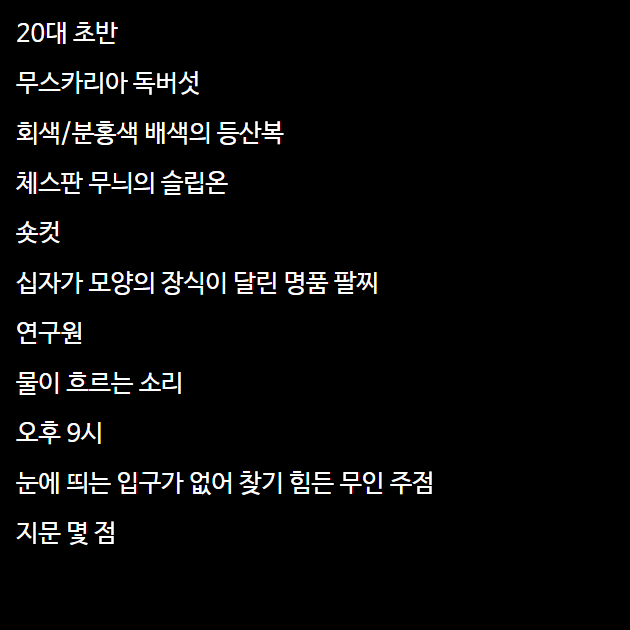 20대 초반
무스카리아 독버섯
회색/분홍색 배색의 등산복
체스판 무늬의 슬립온
숏컷
십자가 모양의 장식이 달린 명품 팔찌
연구원
물이 흐르는 소리
오후 9시
눈에 띄는 입구가 없어 찾기 힘든 무인 주점
지문 몇 점